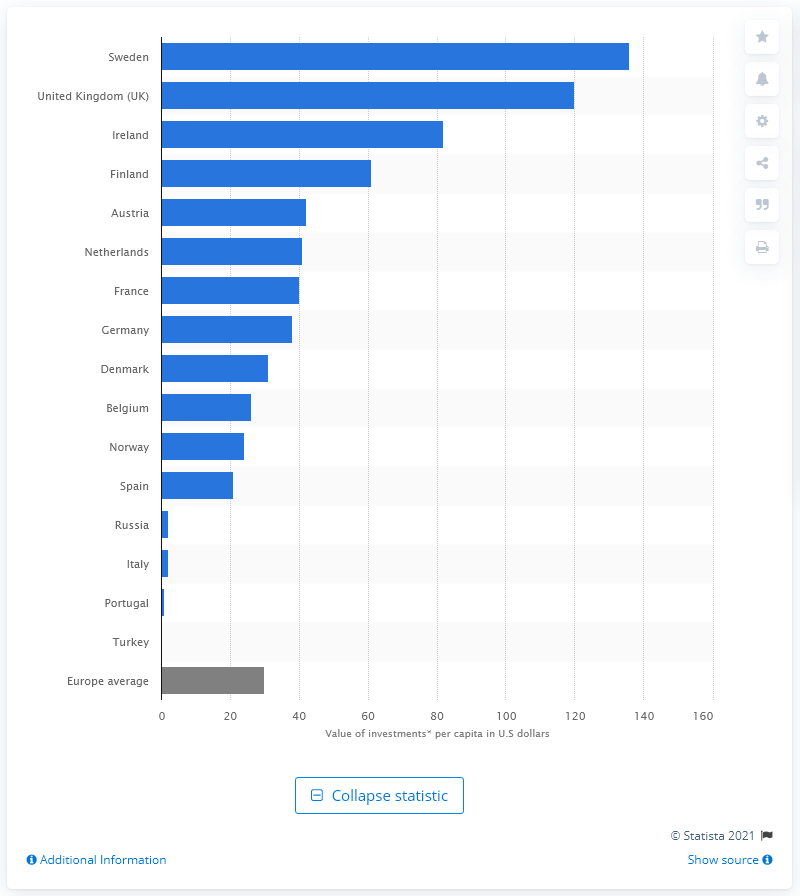 Sweden
United Kingdom (UK)
Ireland
Finland
Austria
Netherlands
France
Germany
Denmark
Belgium
Norway
Spain
Russia
Italy
Portugal
Turkey
Europe average
0 20 40 60 80 100 120 140 160
Value of investments* per capita in U.S dollars
Collapse statistic
© Statista 2021
Additional Information Show source